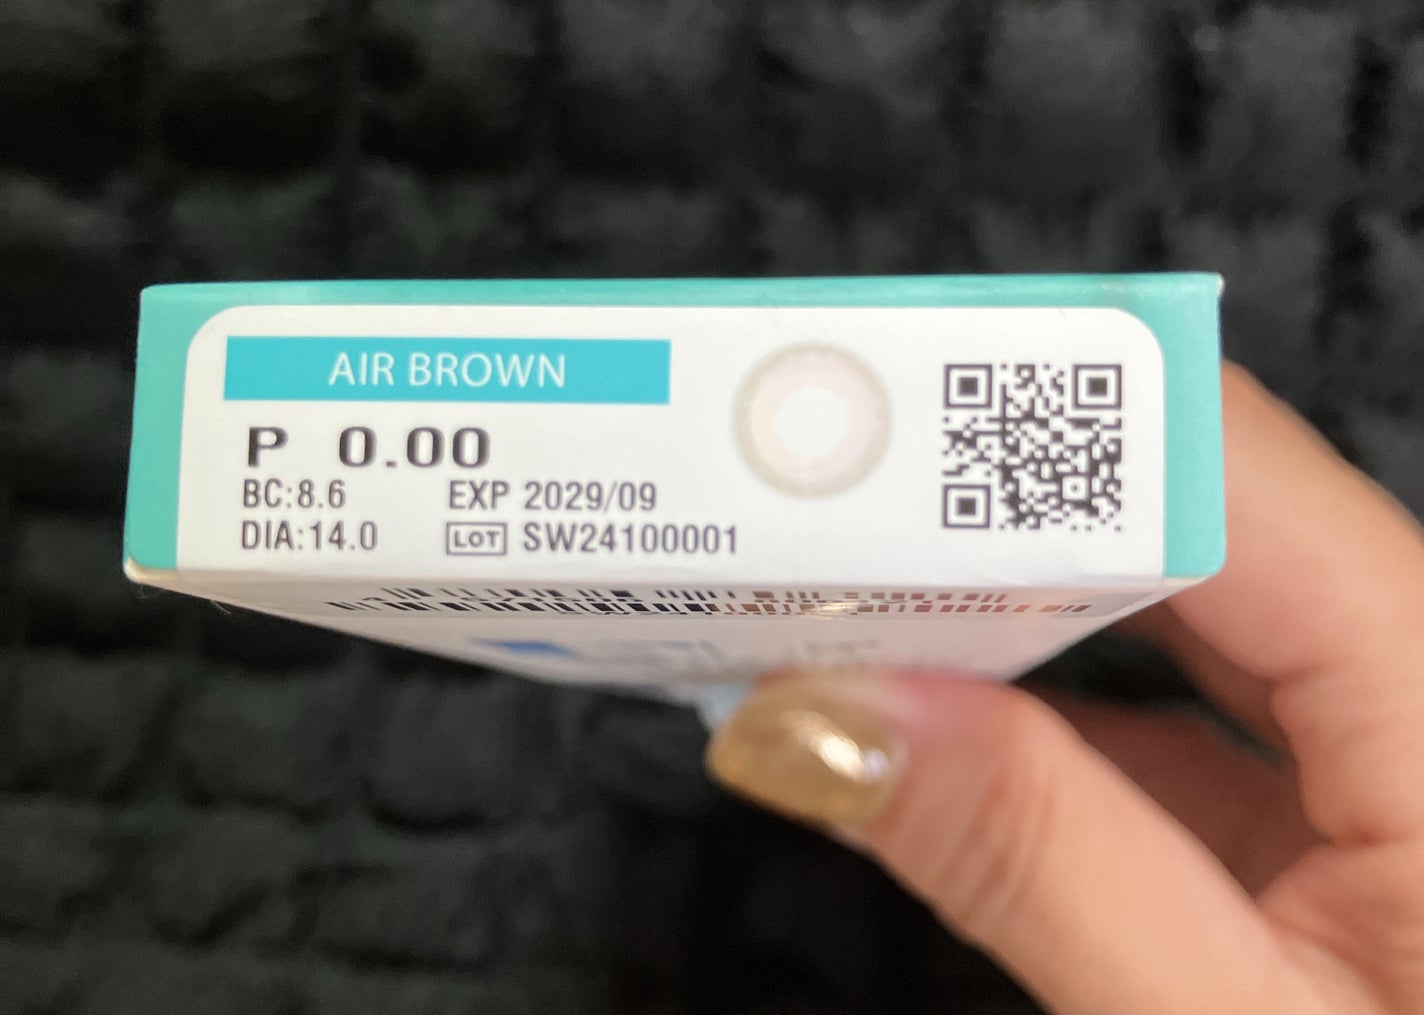 AIR BROWN
P 0.00
BC:8.6 EXP 2029/09
DIA:14.0 LOT SW24100001